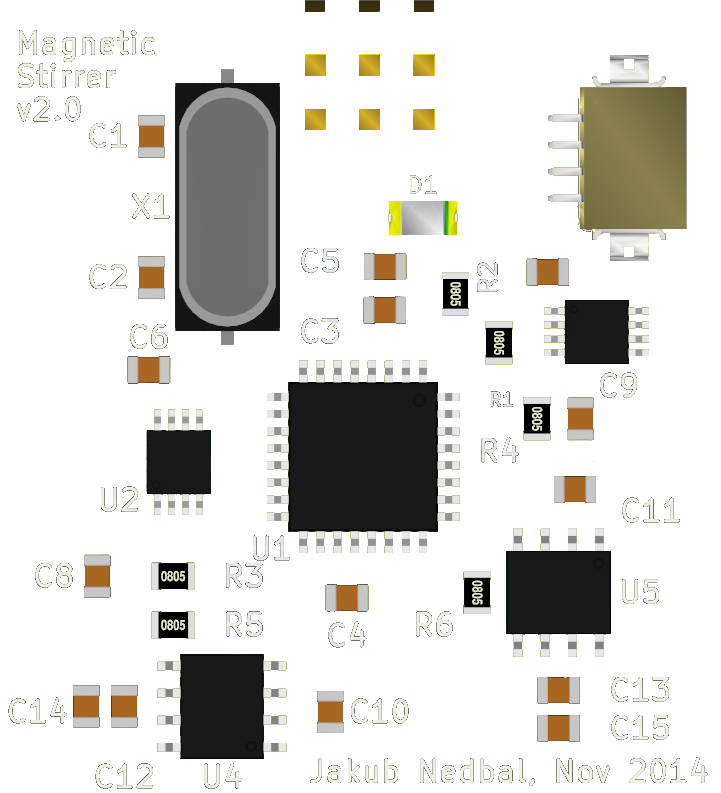 Magnetic
Stirrer
v2.0
C1
X1
D1
C2
C5
R2
0805
C6
C3
0805
C9
R1
0805
R4
U2
C11
U1
C8
0805
R3
0805
U5
0805
R5
C4
R6
C14
C10
C13
C15
C12
U4
Jakub Nedbal, Nov 2014